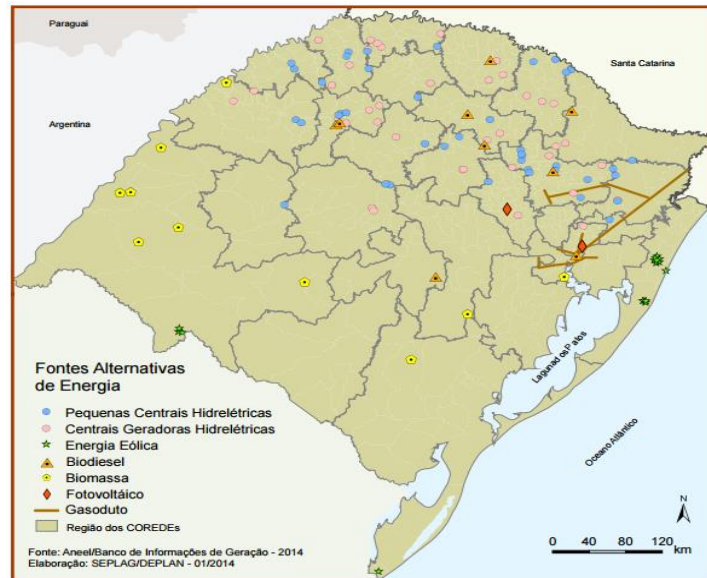 Paraguai
Santa Catarina
Argentina
Laguna dos Patos
Oceano Atlântico
Fontes Alternativas
de Energia
Pequenas Centrais Hidrelétricas
Centrais Geradoras Hidrelétricas
Energia Eólica
Biodiesel
Biomassa
Fotovoltáico
Gasoduto
Região dos COREDEs
Fonte: Aneel/Banco de Informações de Geração - 2014
Elaboração: SEPLAG/DEPLAN - 01/2014
N
0 20 40 80 120
km